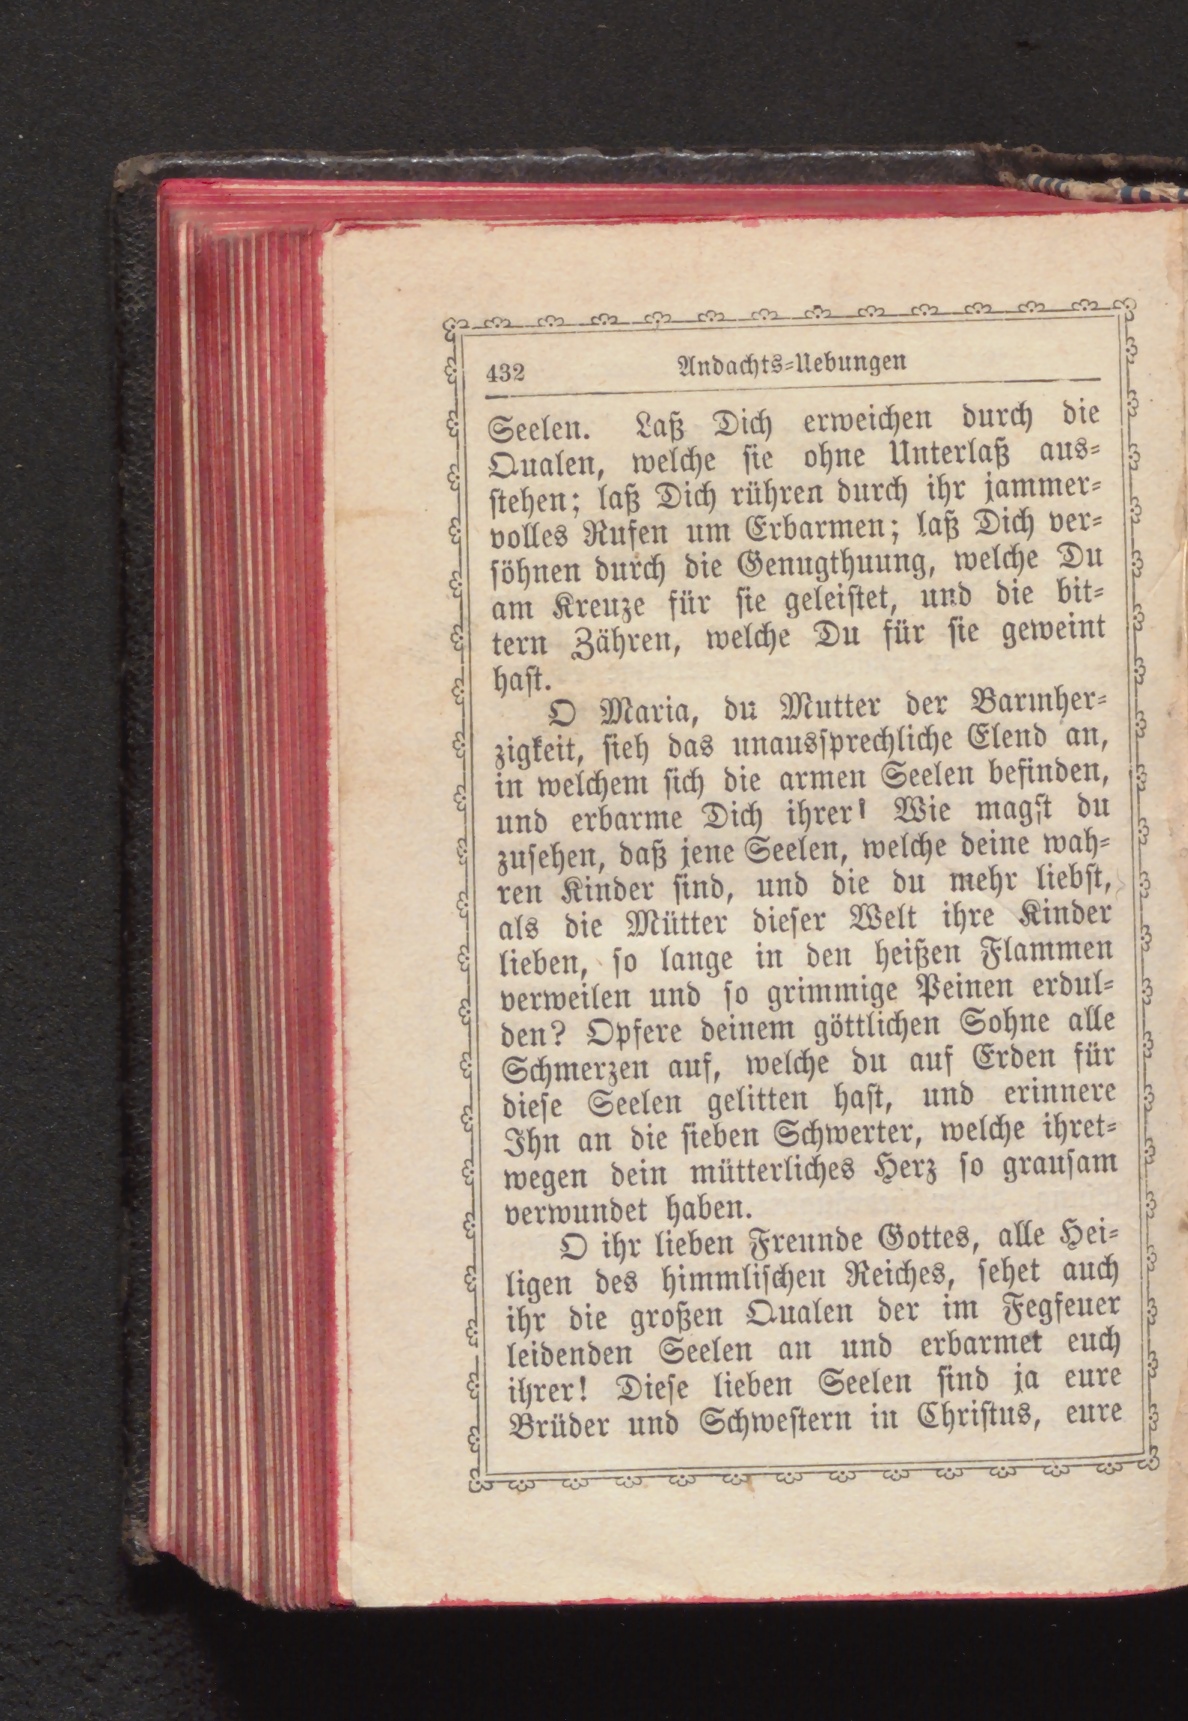 432
Andachts-Uebungen
Seelen. Laß Dich erweichen durch die
Qualen, welche sie ohne Unterlaß aus-
stehen; laß Dich rühren durch ihr jammer-
volles Rufen um Erbarmen; laß Dich ver-
söhnen durch die Genugthuung, welche Du
am Kreuze für sie geleistet, und die bit-
tern Zähren, welche Du für sie geweint
hast.
O Maria, du Mutter der Barmher-
zigkeit, sieh das unaussprechliche Elend an,
in welchem sich die armen Seelen befinden,
und erbarme Dich ihrer! Wie magst du
zusehen, daß jene Seelen, welche deine wah-
ren Kinder sind, und die du mehr liebst,
als die Mütter dieser Welt ihre Kinder
lieben, so lange in den heißen Flammen
verweilen und so grimmige Peinen erdul-
den? Opfere deinem göttlichen Sohne alle
Schmerzen auf, welche du auf Erden für
diese Seelen gelitten hast, und erinnere
Ihn an die sieben Schwerter, welche ihret-
wegen dein mütterliches Herz so grausam
verwundet haben.
O ihr lieben Freunde Gottes, alle Hei-
ligen des himmlischen Reiches, sehet auch
ihr die großen Qualen der im Fegfeuer
leidenden Seelen an und erbarmet euch
ihrer! Diese lieben Seelen sind ja eure
Brüder und Schwestern in Christus, eure